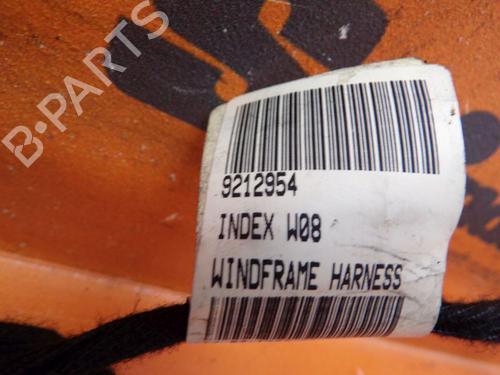 B-PARTS
9212954
INDEX W08
WINDFRAME HARNESS